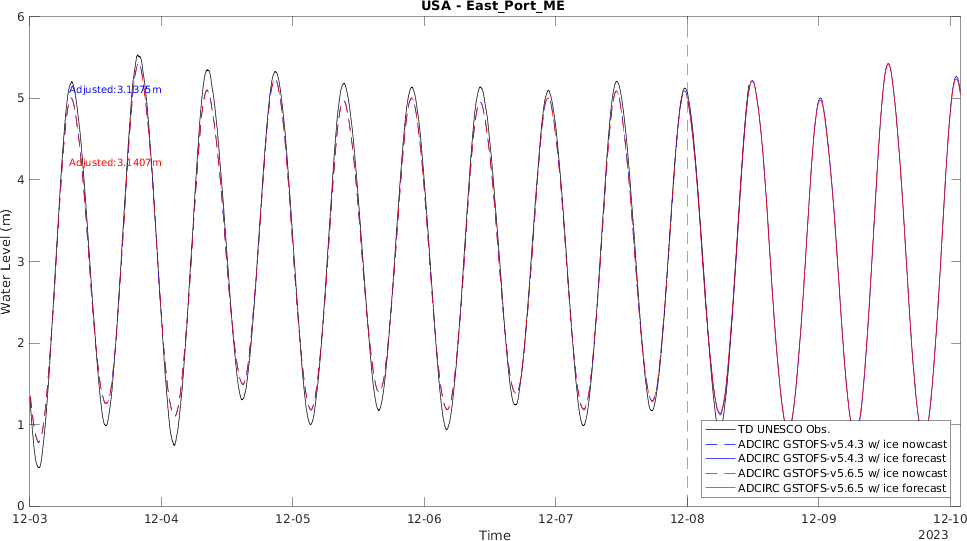 USA - East_Port_ME
6
5
4
3
2
1
0
Water Level (m)
Adjusted:3.1375m
Adjusted:3.1407m
TD UNESCO Obs.
ADCIRC GSTOFS-v5.4.3 w/ ice nowcast
ADCIRC GSTOFS-v5.4.3 w/ ice forecast
ADCIRC GSTOFS-v5.6.5 w/ ice nowcast
ADCIRC GSTOFS-v5.6.5 w/ ice forecast
12-03 12-04 12-05 12-06 12-07 12-08 12-09 12-10
Time
2023